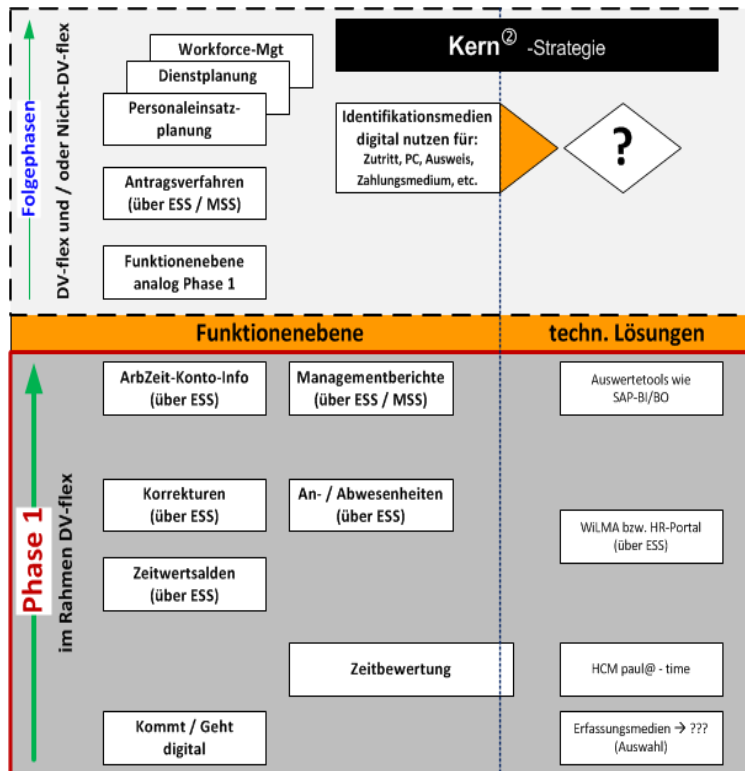 Workforce-Mgt
Dienstplanung
Personaleinsatz-
planung
Kern② -Strategie
Identifikationsmedien
digital nutzen für:
Zutritt, PC, Ausweis,
Zahlungsmedium, etc.
?
Antragsverfahren
(über ESS / MSS)
Funktionenebene
analog Phase 1
Folgephasen
DV-flex und / oder Nicht-DV-flex
Funktionenebene
techn. Lösungen
ArbZeit-Konto-Info
(über ESS)
Managementberichte
(über ESS / MSS)
Auswertetools wie
SAP-BI/BO
Korrekturen
(über ESS)
An- / Abwesenheiten
(über ESS)
WiLMA bzw. HR-Portal
(über ESS)
Zeitwertsalden
(über ESS)
Zeitbewertung
HCM paul@ - time
Kommt / Geht
digital
Erfassungsmedien → ???
(Auswahl)
Phase 1
im Rahmen DV-flex